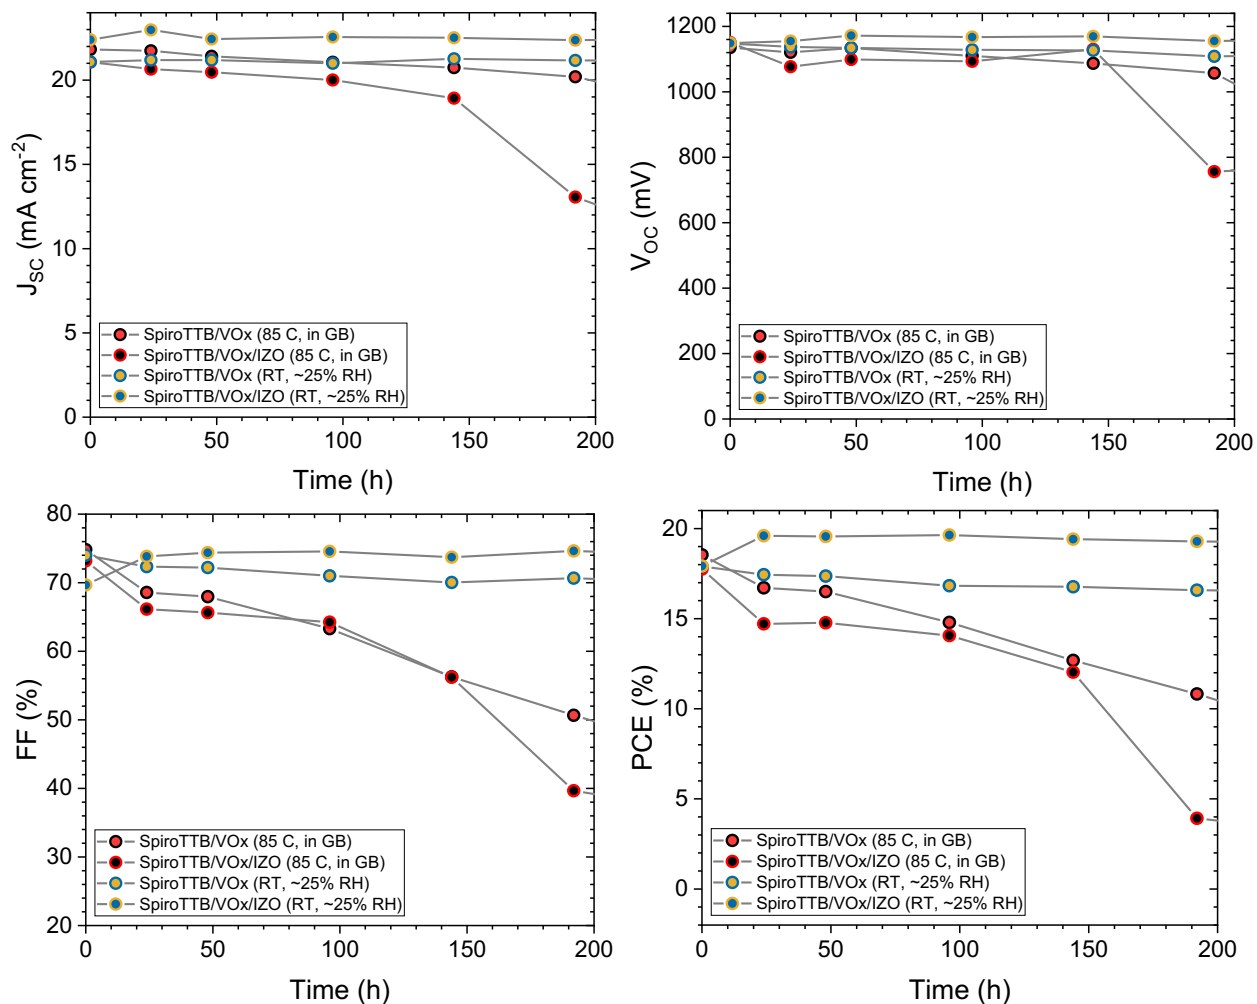 20
15
10
5
0
0
50
100
150
200
J_SC (mA cm^-2)
Time (h)
SpiroTTB/VOx (85 C, in GB)
SpiroTTB/VOx/IZO (85 C, in GB)
SpiroTTB/VOx (RT, ~25% RH)
SpiroTTB/VOx/IZO (RT, ~25% RH)
1200
1000
800
600
400
200
0
0
50
100
150
200
V_OC (mV)
Time (h)
SpiroTTB/VOx (85 C, in GB)
SpiroTTB/VOx/IZO (85 C, in GB)
SpiroTTB/VOx (RT, ~25% RH)
SpiroTTB/VOx/IZO (RT, ~25% RH)
80
70
60
50
40
30
20
0
50
100
150
200
FF (%)
Time (h)
SpiroTTB/VOx (85 C, in GB)
SpiroTTB/VOx/IZO (85 C, in GB)
SpiroTTB/VOx (RT, ~25% RH)
SpiroTTB/VOx/IZO (RT, ~25% RH)
20
15
10
5
0
0
50
100
150
200
PCE (%)
Time (h)
SpiroTTB/VOx (85 C, in GB)
SpiroTTB/VOx/IZO (85 C, in GB)
SpiroTTB/VOx (RT, ~25% RH)
SpiroTTB/VOx/IZO (RT, ~25% RH)